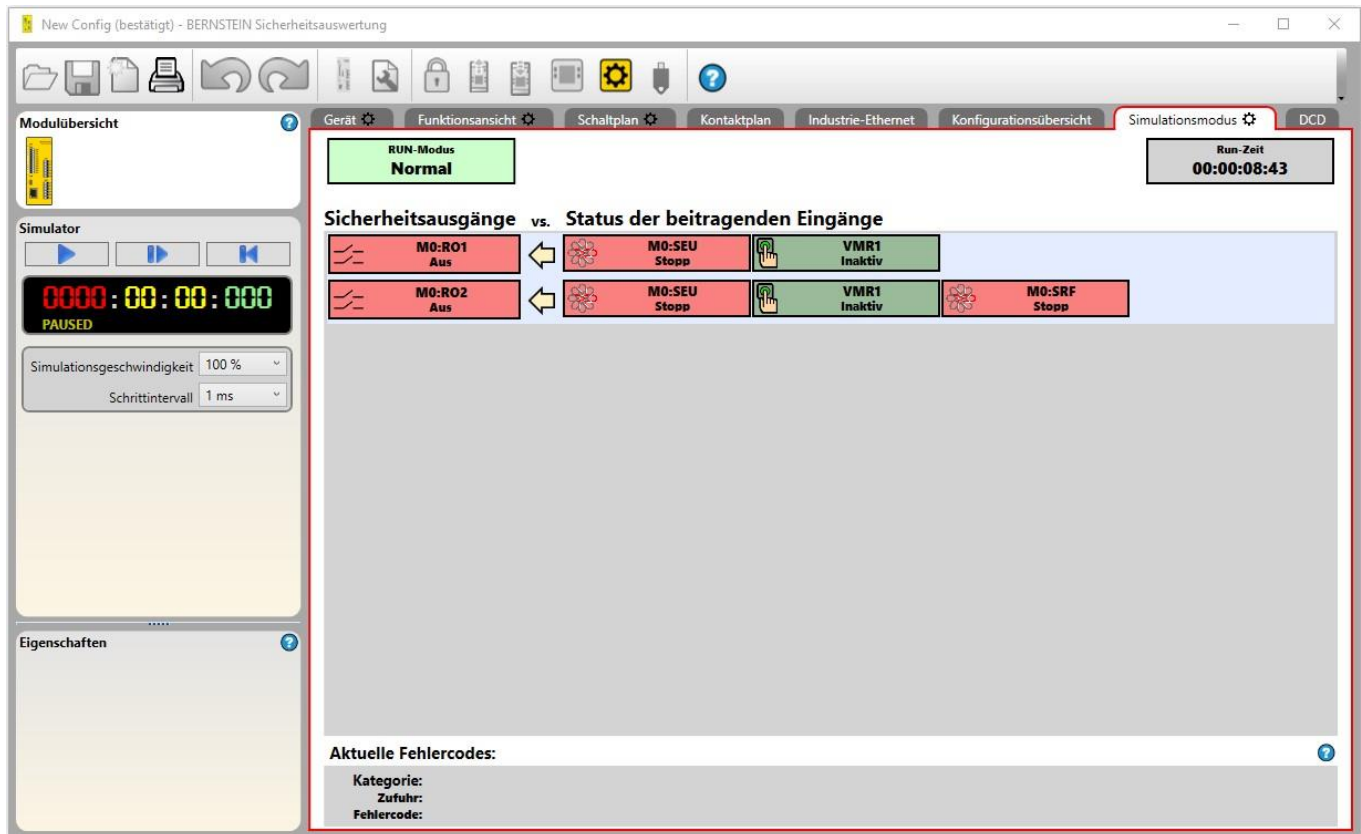 New Config (bestätigt) - BERNSTEIN Sicherheitsauswertung
Modulübersicht
Gerät Funktionsansicht Schaltplan Kontaktplan Industrie-Ethernet Konfigurationsübersicht Simulationsmodus DCD
RUN-Modus
Normal
Run-Zeit
00:00:08:43
Simulator
0000:00:00:000
PAUSED
Simulationsgeschwindigkeit 100 %
Schrittintervall 1 ms
Sicherheitsausgänge vs. Status der beitragenden Eingänge
M0:RO1 M0:SEU VMR1
Aus Stopp Inaktiv
M0:RO2 M0:SEU VMR1 M0:SRF
Aus Stopp Inaktiv Stopp
Eigenschaften
Aktuelle Fehlercodes:
Kategorie:
Zufuhr:
Fehlercode: